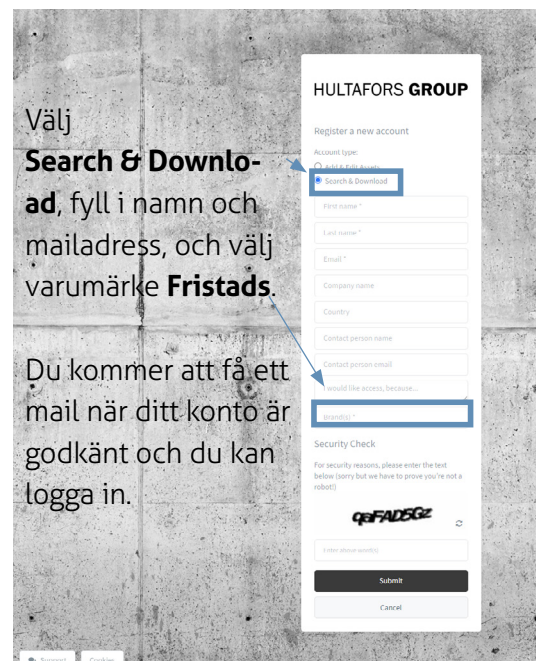 Välj
Search & Downlo-
ad, fyll i namn och
mailadress, och välj
varumärke Fristads.
Du kommer att få ett
mail när ditt konto är
godkänt och du kan
logga in.
HULTAFORS GROUP
Register a new account
Account type:
Add & Edit Assets
Search & Download
First name *
Last name *
Email *
Company name
Country
Contact person name
Contact person email
I would like access, because...
Brand(s) *
Security Check
For security reasons, please enter the text
below (sorry but we have to prove you're not a
robot!)
qaFAD5Gz
Enter above word(s)
Submit
Cancel
Support
Cookies